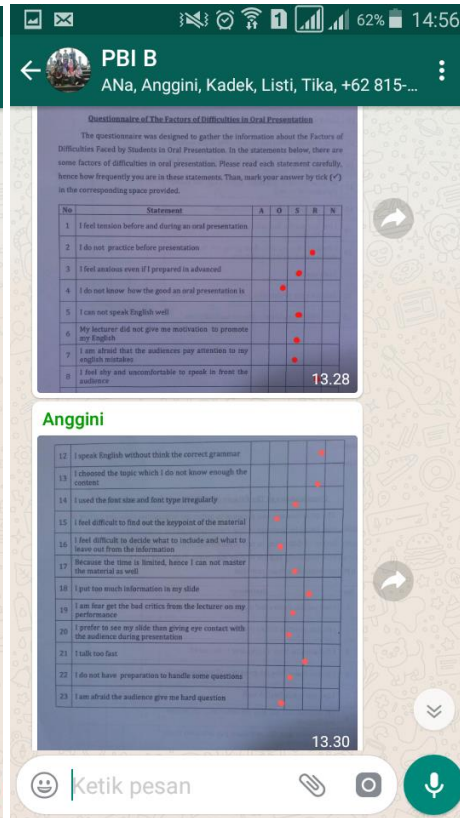 1 62% 14:56
PBI B
ANa, Anggini, Kadek, Listi, Tika, +62 815-...
Questionnaire of The Factors of Difficulties in Oral Presentation
The questionnaire was designed to gather the information about the Factors of
Difficulties Faced by Students in Oral Presentation. In the statements below, there are
some factors of difficulties in oral presentation. Please read each statement carefully,
hence how frequently you are in these statements. Than, mark your answer by tick (✓)
in the corresponding space provided.
No Statement A O S R N
1 I feel tension before and during an oral presentation
2 I do not practice before presentation
3 I feel anxious even if I prepared in advanced
4 I do not know how the good an oral presentation is
5 I can not speak English well
6 My lecturer did not give me motivation to promote
my English
7 I am afraid that the audiences pay attention to my
english mistakes
8 I feel shy and uncomfortable to speak in front the
audience
13.28
Anggini
12 I speak English without think the correct grammar
13 I choosed the topic which I do not know enough the
content
14 I used the font size and font type irregularly
15 I feel difficult to find out the keypoint of the material
16 I feel difficult to decide what to include and what to
leave out from the information
17 Because the time is limited, hence I can not master
the material as well
18 I put too much information in my slide
19 I am fear get the bad critics from the lecturer on my
performance
20 I prefer to see my slide than giving eye contact with
the audience during presentation
21 I talk too fast
22 I do not have preparation to handle some questions
23 I am afraid the audience give me hard question
13.30
Ketik pesan